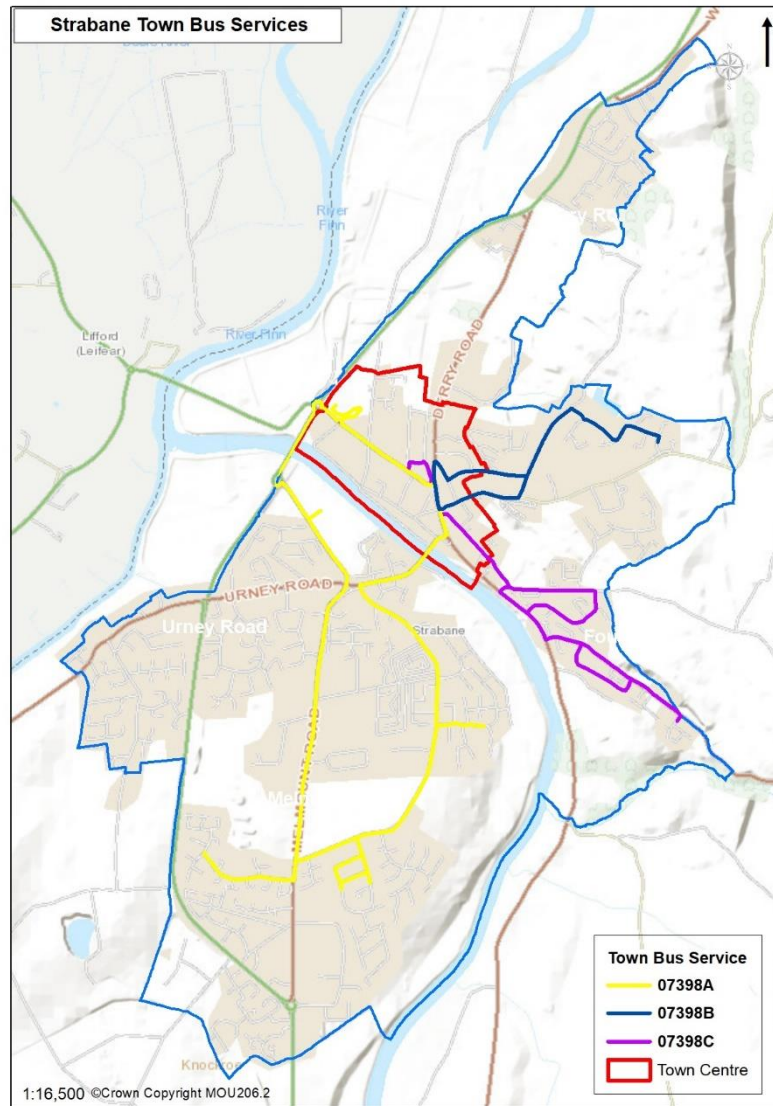 Strabane Town Bus Services
N
River
Finn
DERRY ROAD
River Finn
Lifford
(Leifear)
URNEY ROAD
Urney Road
Strabane
MELMOUNT ROAD
Town Bus Service
07398A
07398B
07398C
Town Centre
1:16,500 ©Crown Copyright MOU206.2